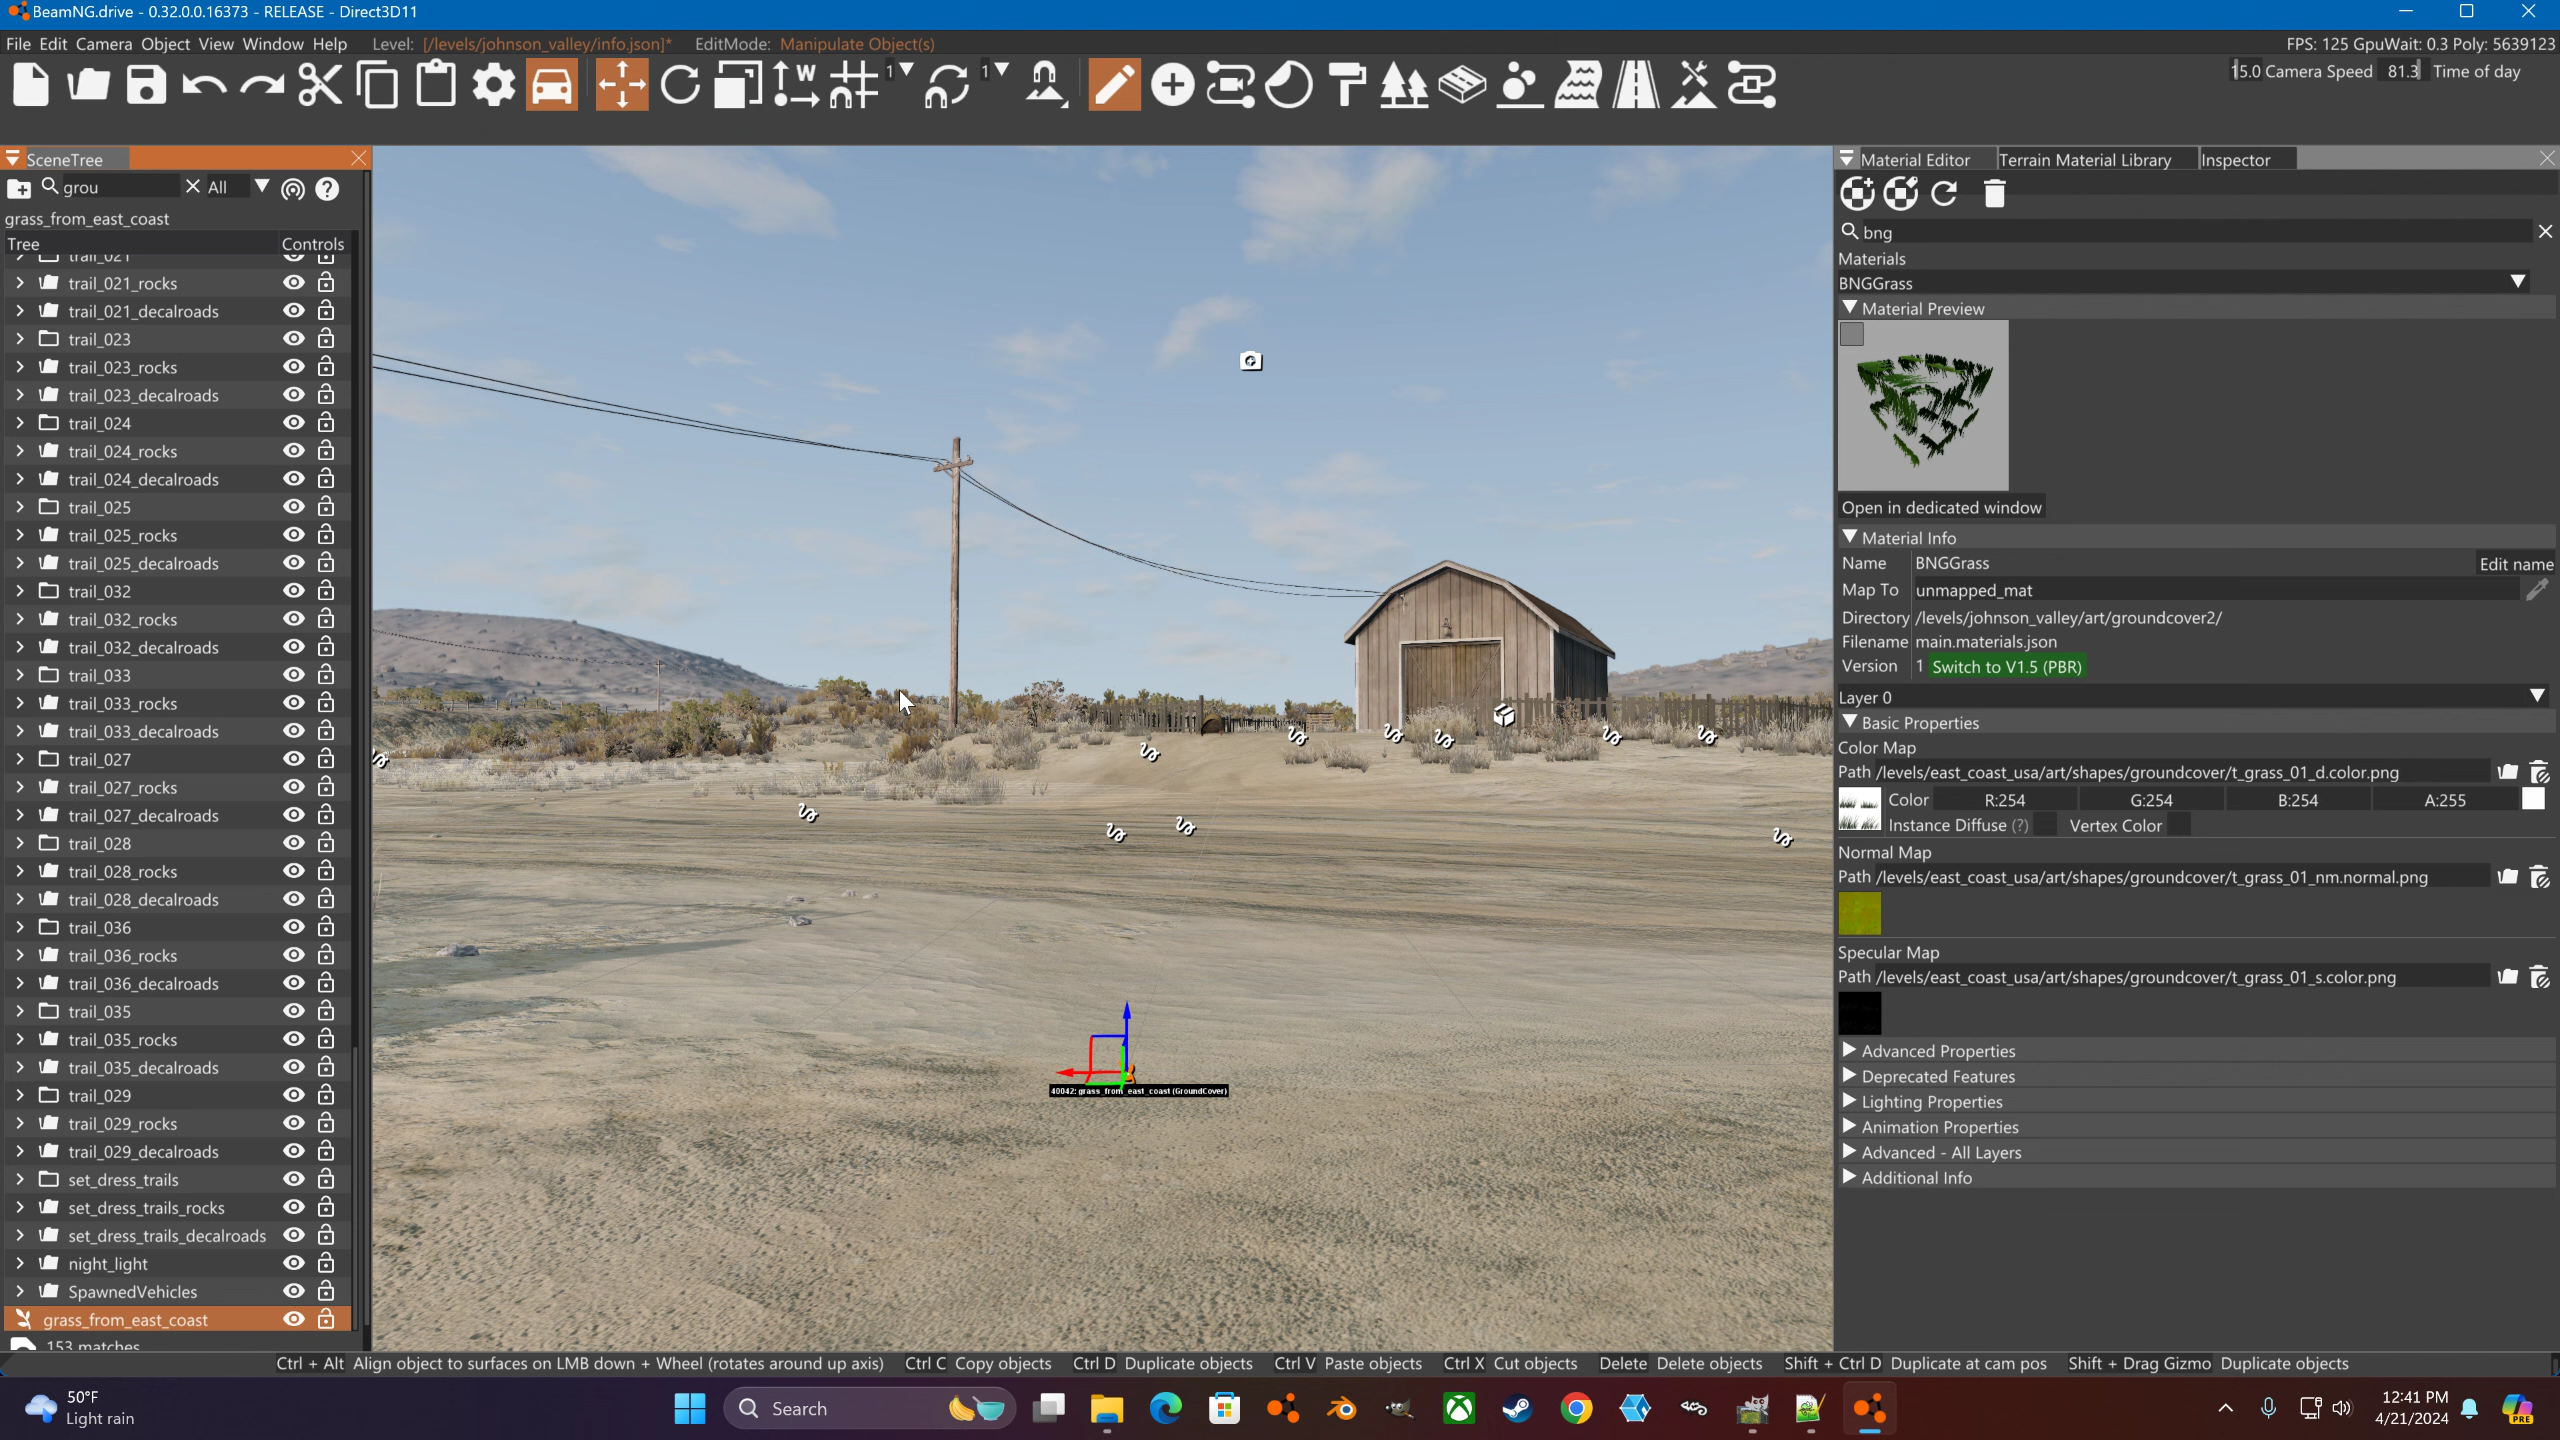 BeamNG.drive - 0.32.0.0.16373 - RELEASE - Direct3D11
File Edit Camera Object View Window Help Level: [/levels/johnson_valley/info.json]* EditMode: Manipulate Object(s) FPS: 125 GpuWait: 0.3 Poly: 5639123
W 1 1 15.0 Camera Speed 81.3 Time of day
SceneTree
grou All
grass_from_east_coast
Tree Controls
trail_021
trail_021_rocks
trail_021_decalroads
trail_023
trail_023_rocks
trail_023_decalroads
trail_024
trail_024_rocks
trail_024_decalroads
trail_025
trail_025_rocks
trail_025_decalroads
trail_032
trail_032_rocks
trail_032_decalroads
trail_033
trail_033_rocks
trail_033_decalroads
trail_027
trail_027_rocks
trail_027_decalroads
trail_028
trail_028_rocks
trail_028_decalroads
trail_036
trail_036_rocks
trail_036_decalroads
trail_035
trail_035_rocks
trail_035_decalroads
trail_029
trail_029_rocks
trail_029_decalroads
set_dress_trails
set_dress_trails_rocks
set_dress_trails_decalroads
night_light
SpawnedVehicles
grass_from_east_coast
153 matches
40042: grass_from_east_coast (GroundCover)
Material Editor Terrain Material Library Inspector
bng
Materials
BNGGrass
Material Preview
Open in dedicated window
Material Info
Name BNGGrass Edit name
Map To unmapped_mat
Directory /levels/johnson_valley/art/groundcover2/
Filename main.materials.json
Version 1 Switch to V1.5 (PBR)
Layer 0
Basic Properties
Color Map
Path /levels/east_coast_usa/art/shapes/groundcover/t_grass_01_d.color.png
Color R:254 G:254 B:254 A:255
Instance Diffuse (?) Vertex Color
Normal Map
Path /levels/east_coast_usa/art/shapes/groundcover/t_grass_01_nm.normal.png
Specular Map
Path /levels/east_coast_usa/art/shapes/groundcover/t_grass_01_s.color.png
Advanced Properties
Deprecated Features
Lighting Properties
Animation Properties
Advanced - All Layers
Additional Info
Ctrl + Alt Align object to surfaces on LMB down + Wheel (rotates around up axis) Ctrl C Copy objects Ctrl D Duplicate objects Ctrl V Paste objects Ctrl X Cut objects Delete Delete objects Shift + Ctrl D Duplicate at cam pos Shift + Drag Gizmo Duplicate objects
50°F
Light rain
Search
12:41 PM
4/21/2024
PRE